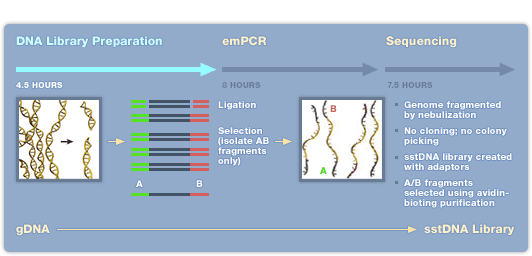 DNA Library Preparation
emPCR
Sequencing
4.5 HOURS
8 HOURS
7.5 HOURS
Ligation
Selection
(isolate AB
fragments
only)
A
B
B
A
Genome fragmented
by nebulization
No cloning; no colony
picking
sstDNA library created
with adaptors
A/B fragments
selected using avidin-
bioting purification
gDNA
sstDNA Library